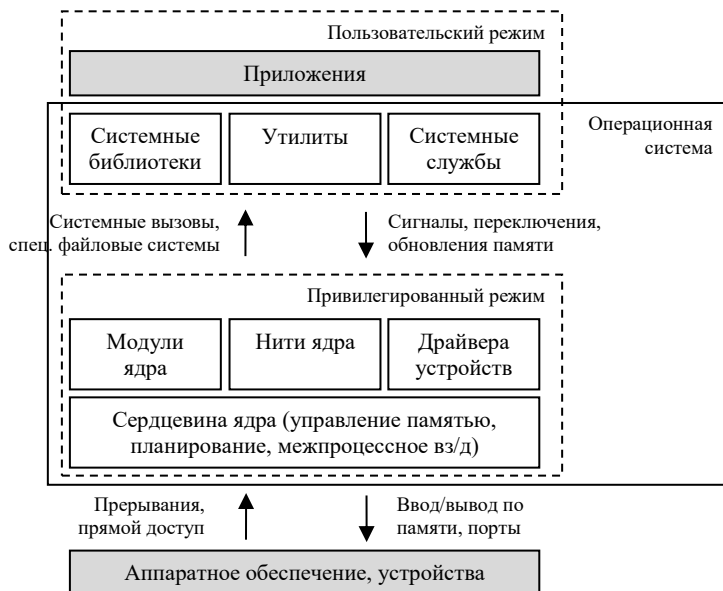 Пользовательский режим
Приложения
Операционная
система
Системные
библиотеки
Утилиты
Системные
службы
Системные вызовы,
спец. файловые системы
Сигналы, переключения,
обновления памяти
Привилегированный режим
Модули
ядра
Нити ядра
Драйвера
устройств
Сердцевина ядра (управление памятью,
планирование, межпроцессное вз/д)
Прерывания,
прямой доступ
Ввод/вывод по
памяти, порты
Аппаратное обеспечение, устройства